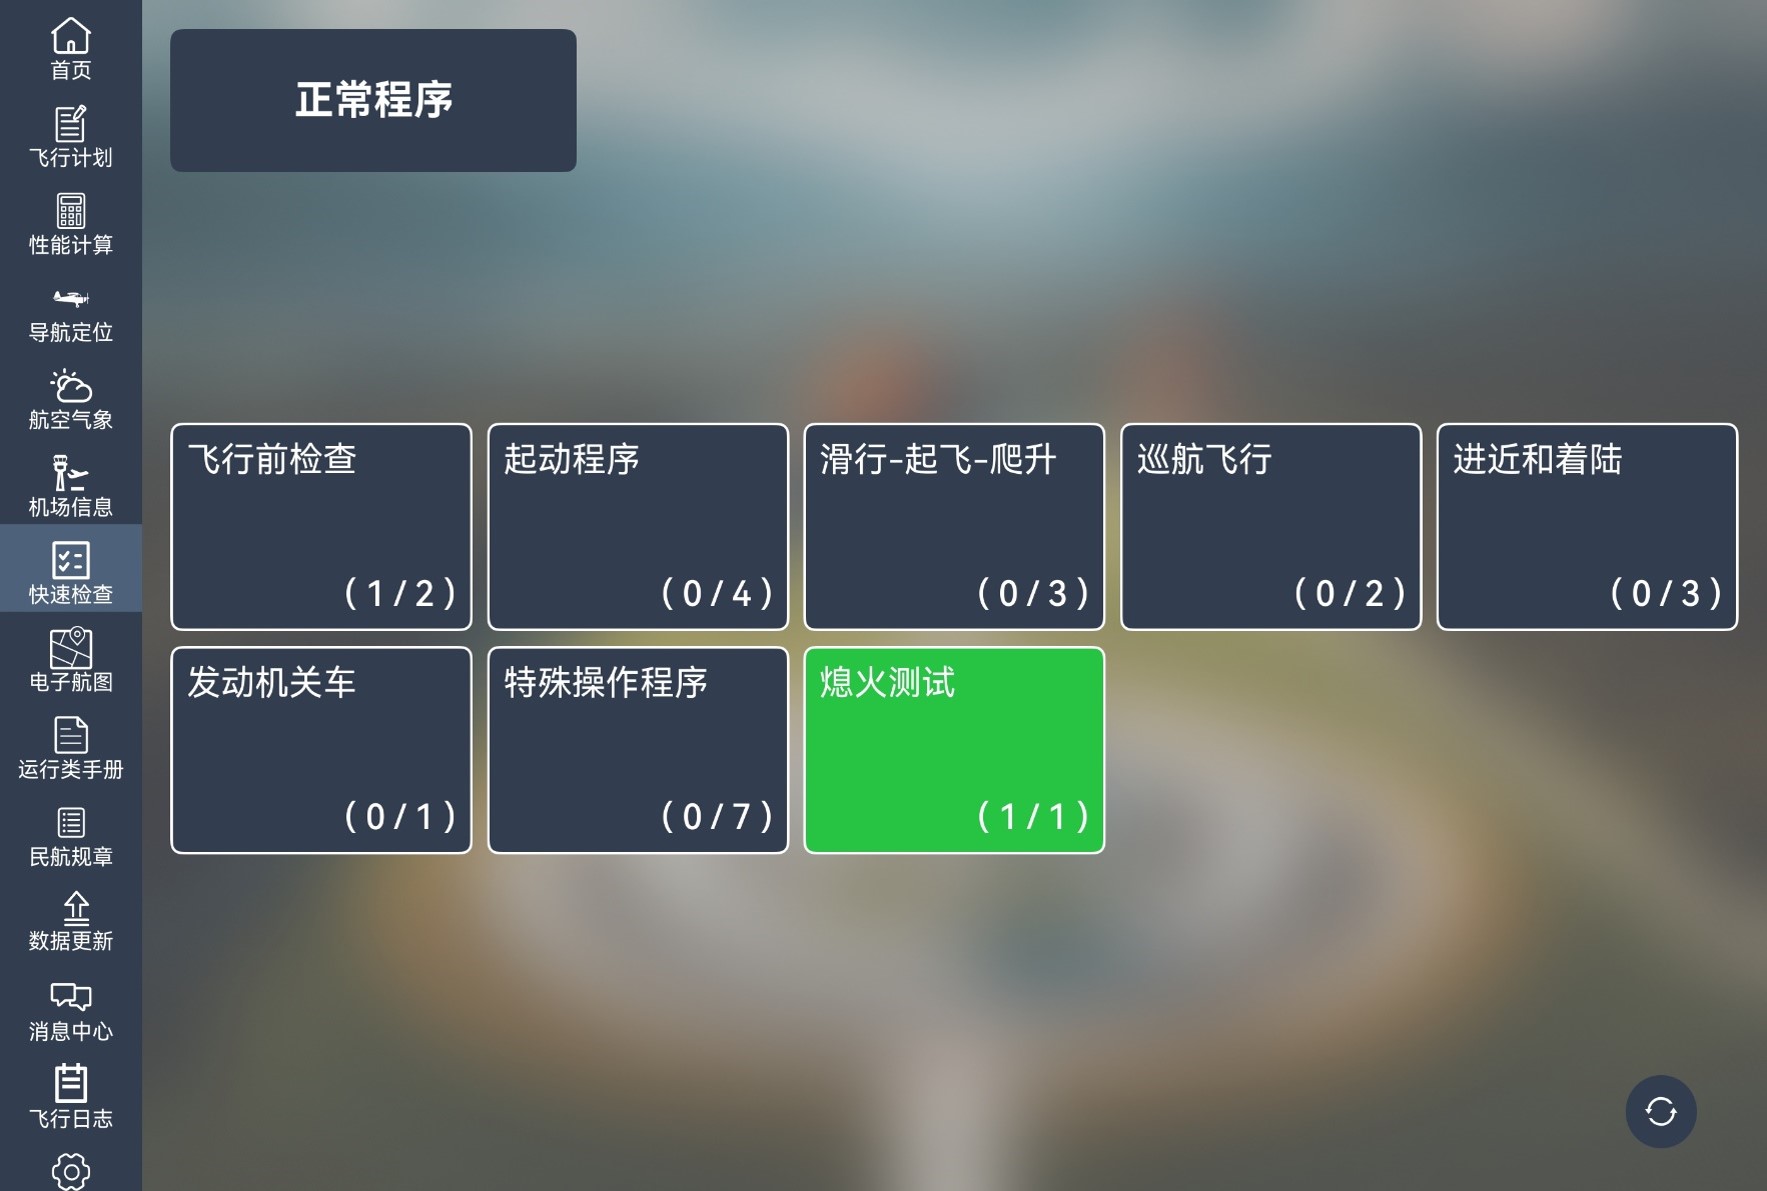 首页
飞行计划
性能计算
导航定位
航空气象
机场信息
快速检查
电子航图
运行类手册
民航规章
数据更新
消息中心
飞行日志
正常程序
飞行前检查
(1/2)
起动程序
(0/4)
滑行-起飞-爬升
(0/3)
巡航飞行
(0/2)
进近和着陆
(0/3)
发动机关车
(0/1)
特殊操作程序
(0/7)
熄火测试
(1/1)